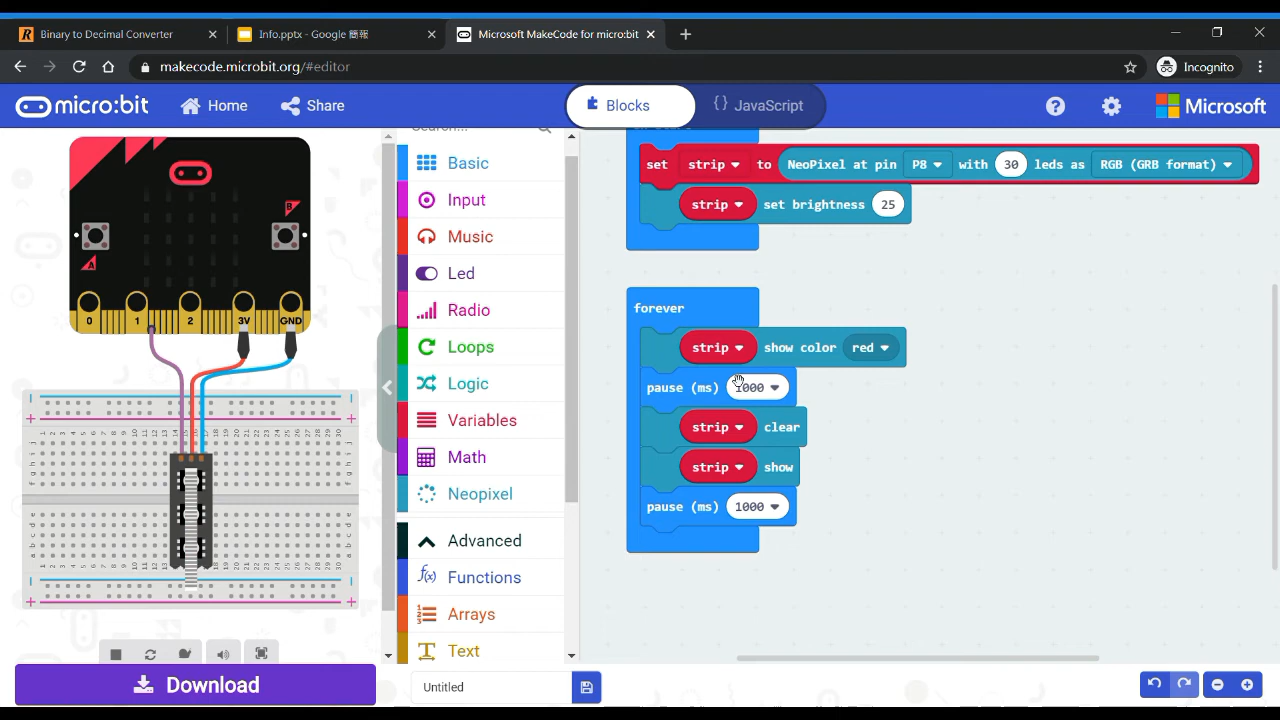 Binary to Decimal Converter
Info.pptx - Google 簡報
Microsoft MakeCode for micro:bit
makecode.microbit.org/#editor
Incognito
micro:bit
Home
Share
Blocks
{} JavaScript
?
Microsoft
Search...
Basic
Input
Music
Led
Radio
Loops
Logic
Variables
Math
Neopixel
Advanced
Functions
Arrays
Text
A
B
0 1 2 3V GND
set strip to NeoPixel at pin P8 with 30 leds as RGB (GRB format)
strip set brightness 25
forever
strip show color red
pause (ms) 1000
strip clear
strip show
pause (ms) 1000
Download
Untitled